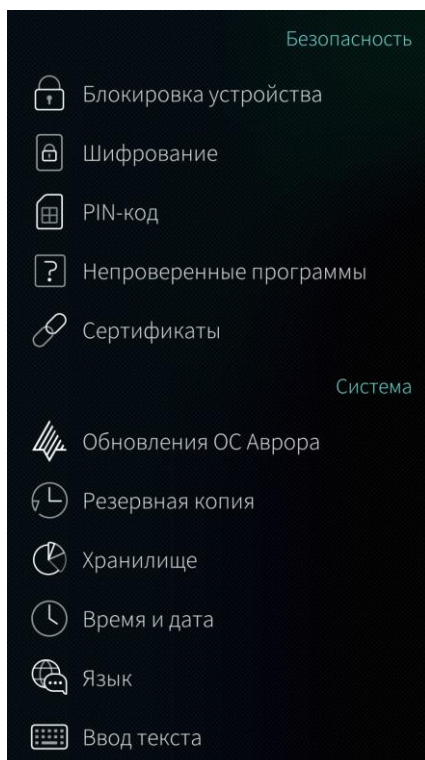 Безопасность
Блокировка устройства
Шифрование
PIN-код
Непроверенные программы
Сертификаты
Система
Обновления ОС Аврора
Резервная копия
Хранилище
Время и дата
Язык
Ввод текста